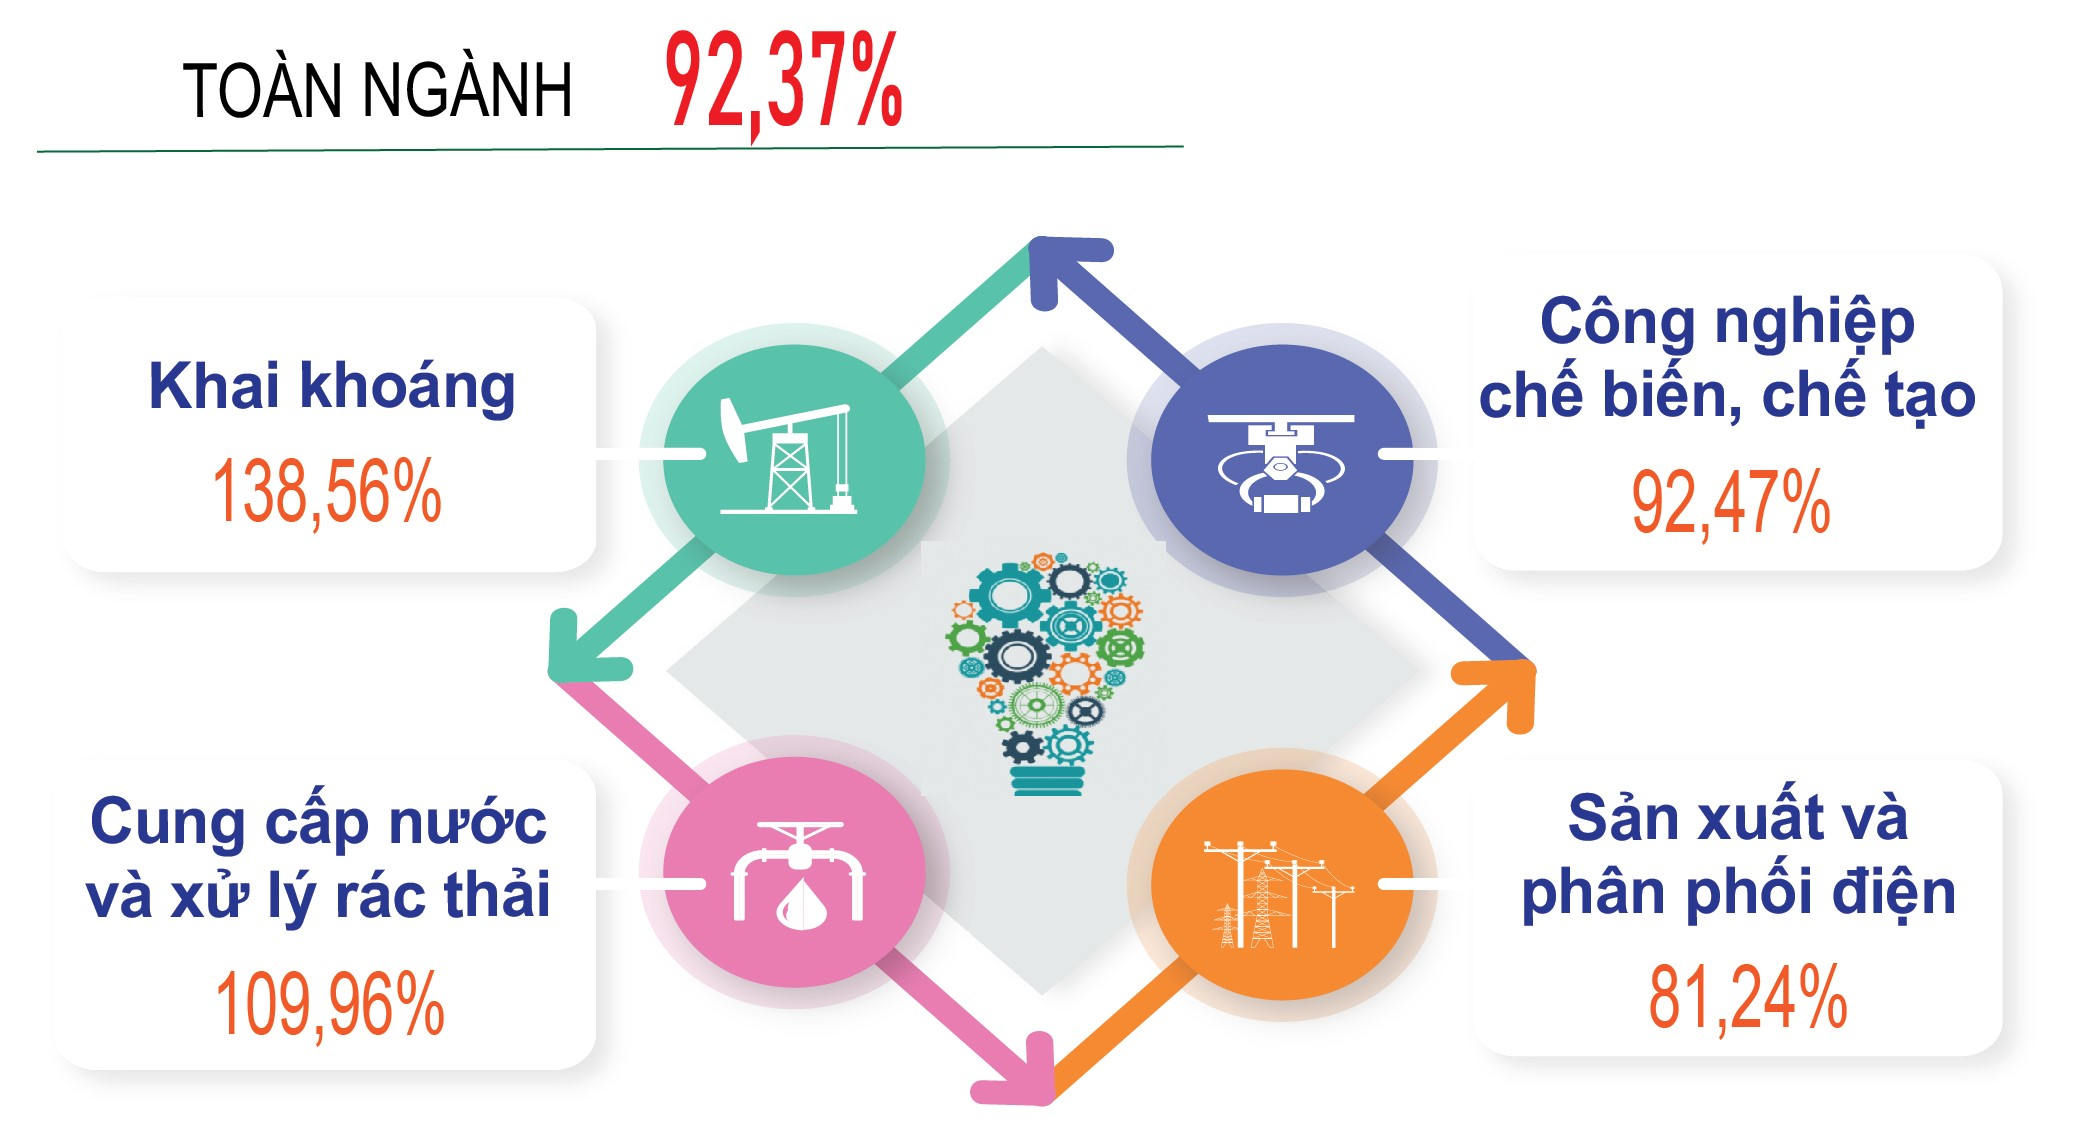 TOÀN NGÀNH 92,37%
Khai khoáng
138,56%
Công nghiệp
chế biến, chế tạo
92,47%
Cung cấp nước
và xử lý rác thải
109,96%
Sản xuất và
phân phối điện
81,24%